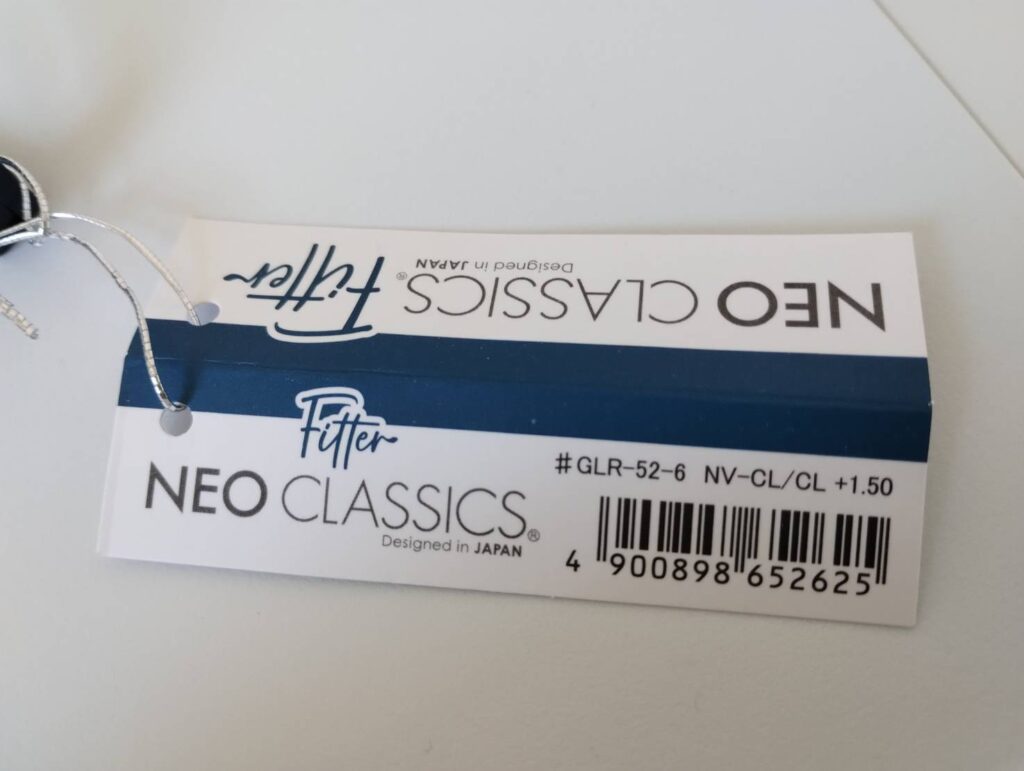 NEO CLASSICS® Fitter
Designed in JAPAN
Fitter
NEO CLASSICS®
Designed in JAPAN
#GLR-52-6 NV-CL/CL +1.50
4 900898 652625